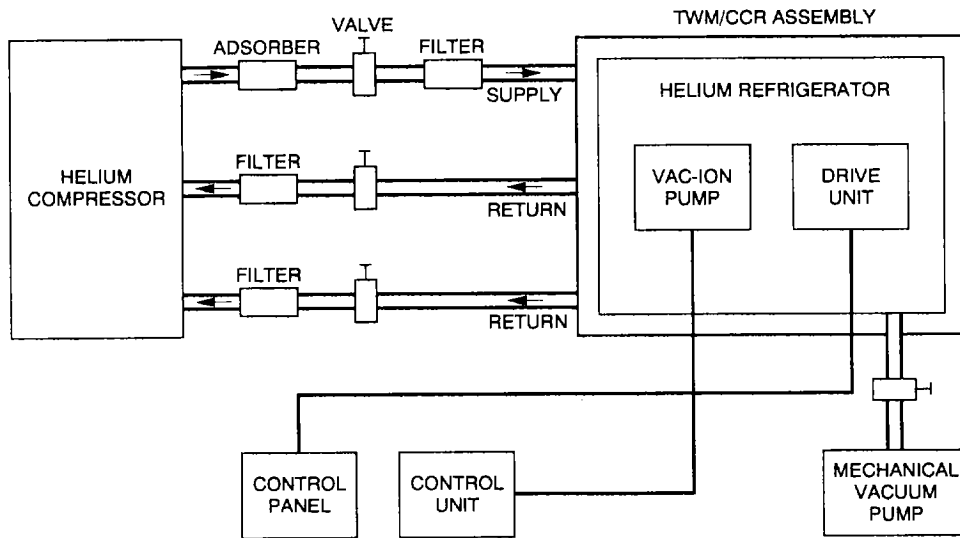 TWM/CCR ASSEMBLY
VALVE
ADSORBER
FILTER
SUPPLY
HELIUM REFRIGERATOR
HELIUM
COMPRESSOR
FILTER
RETURN
VAC-ION
PUMP
DRIVE
UNIT
FILTER
RETURN
CONTROL
PANEL
CONTROL
UNIT
MECHANICAL
VACUUM
PUMP